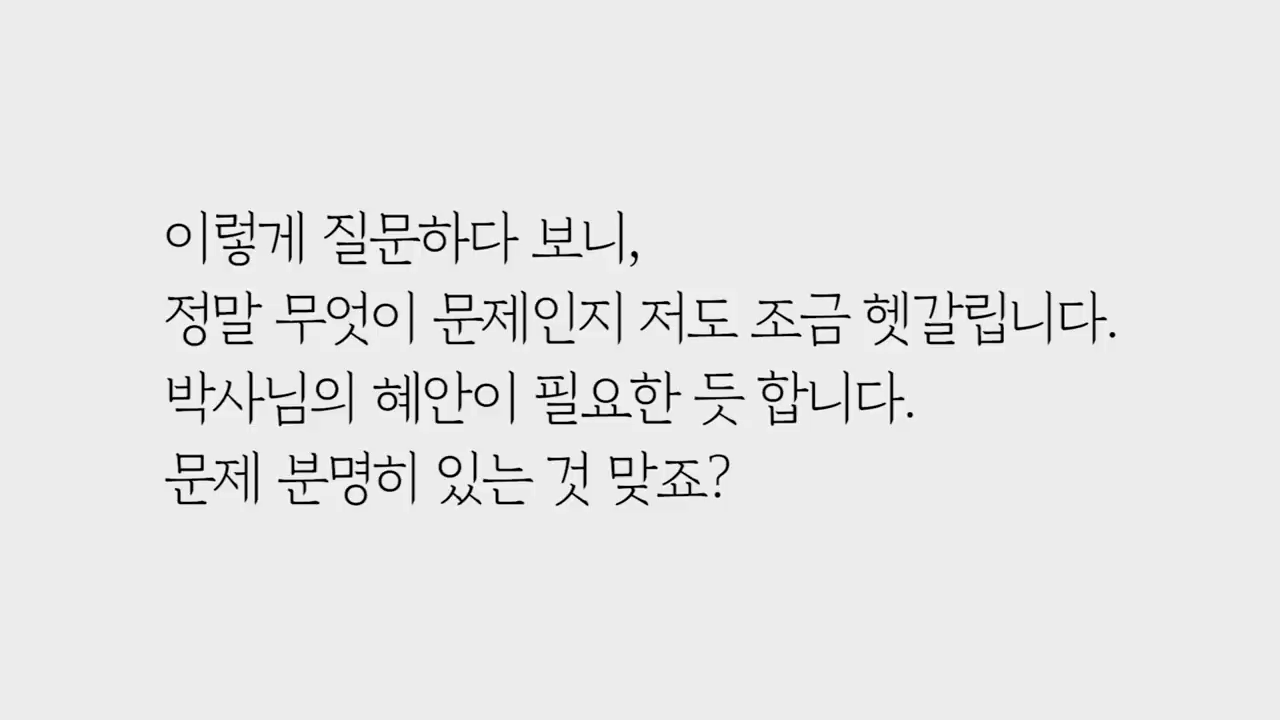 이렇게 질문하다 보니,
정말 무엇이 문제인지 저도 조금 헷갈립니다.
박사님의 혜안이 필요한 듯 합니다.
문제 분명히 있는 것 맞죠?